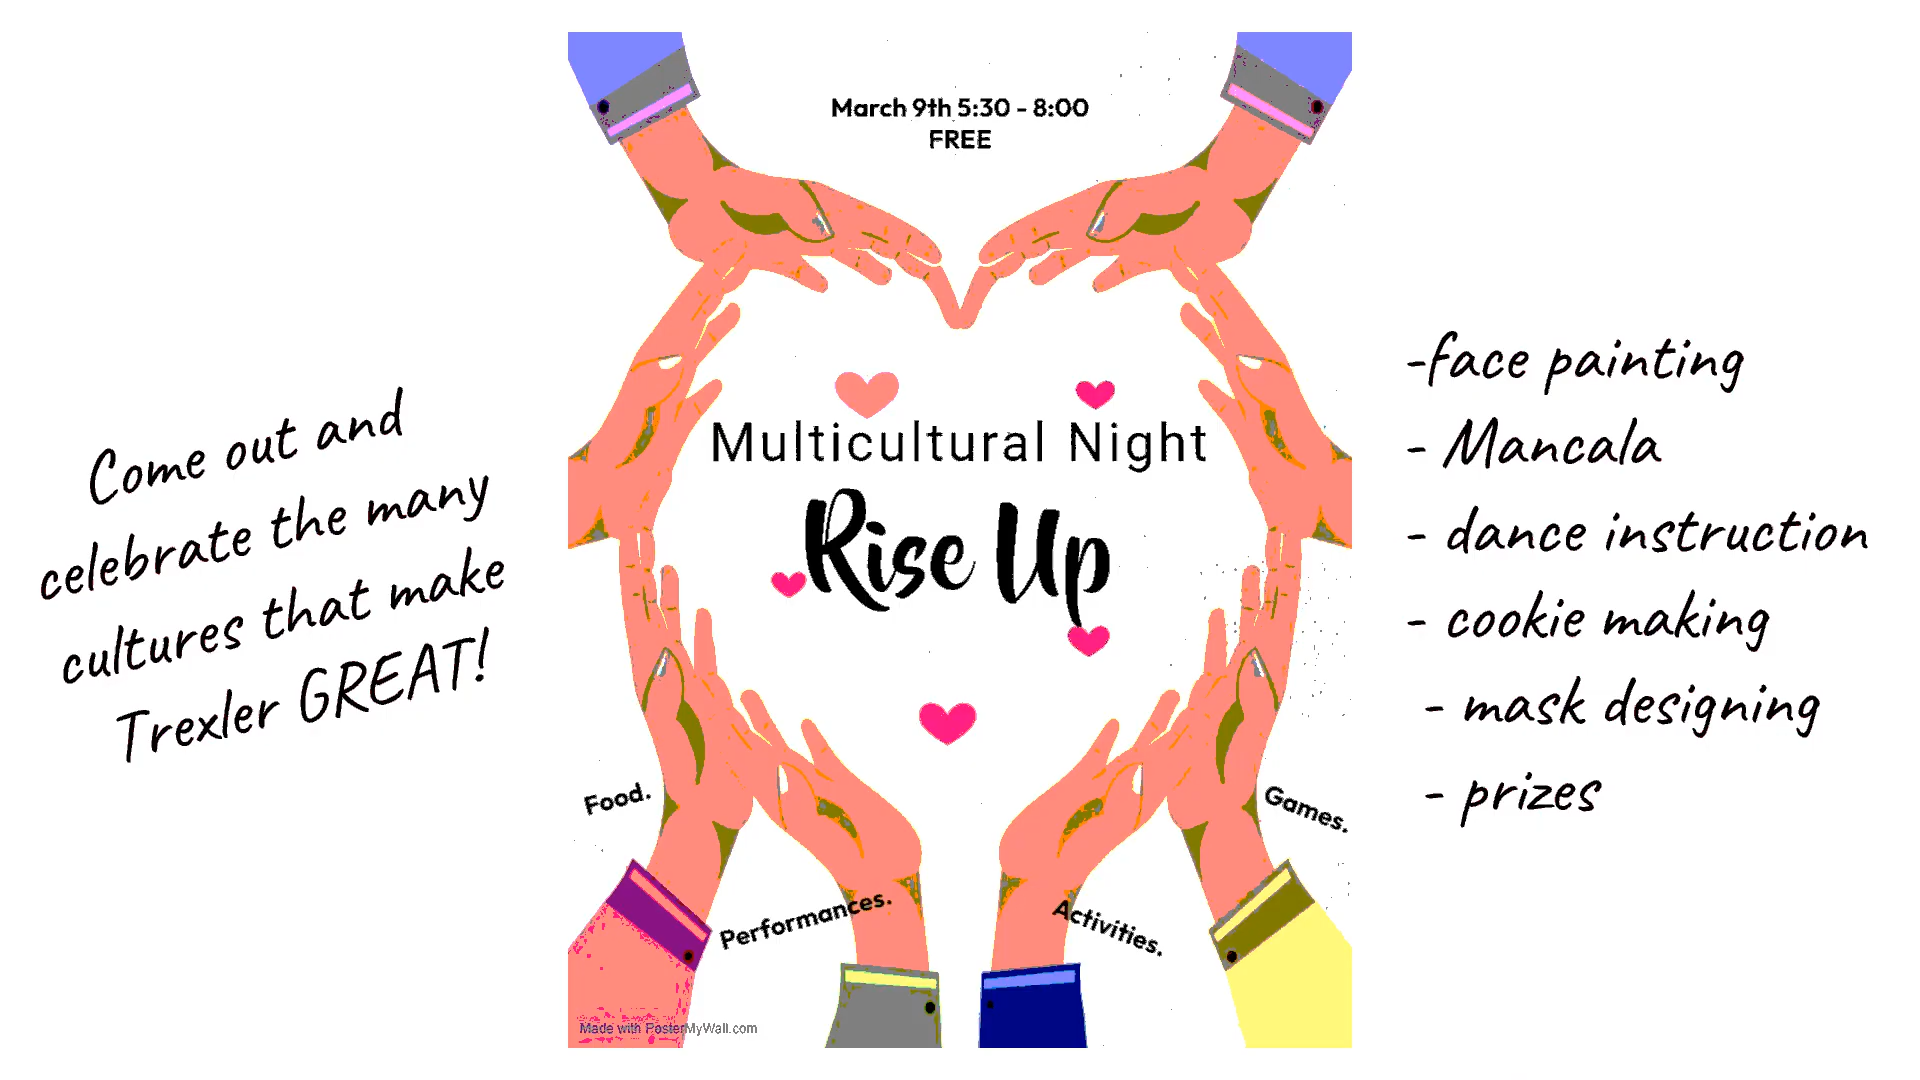 Come out and
celebrate the many
cultures that make
Trexler GREAT!
March 9th 5:30 - 8:00
FREE
Multicultural Night
Rise Up
Food.
Performances.
Activities.
Games.
Made with PosterMyWall.com
-face painting
- Mancala
- dance instruction
- cookie making
- mask designing
- prizes